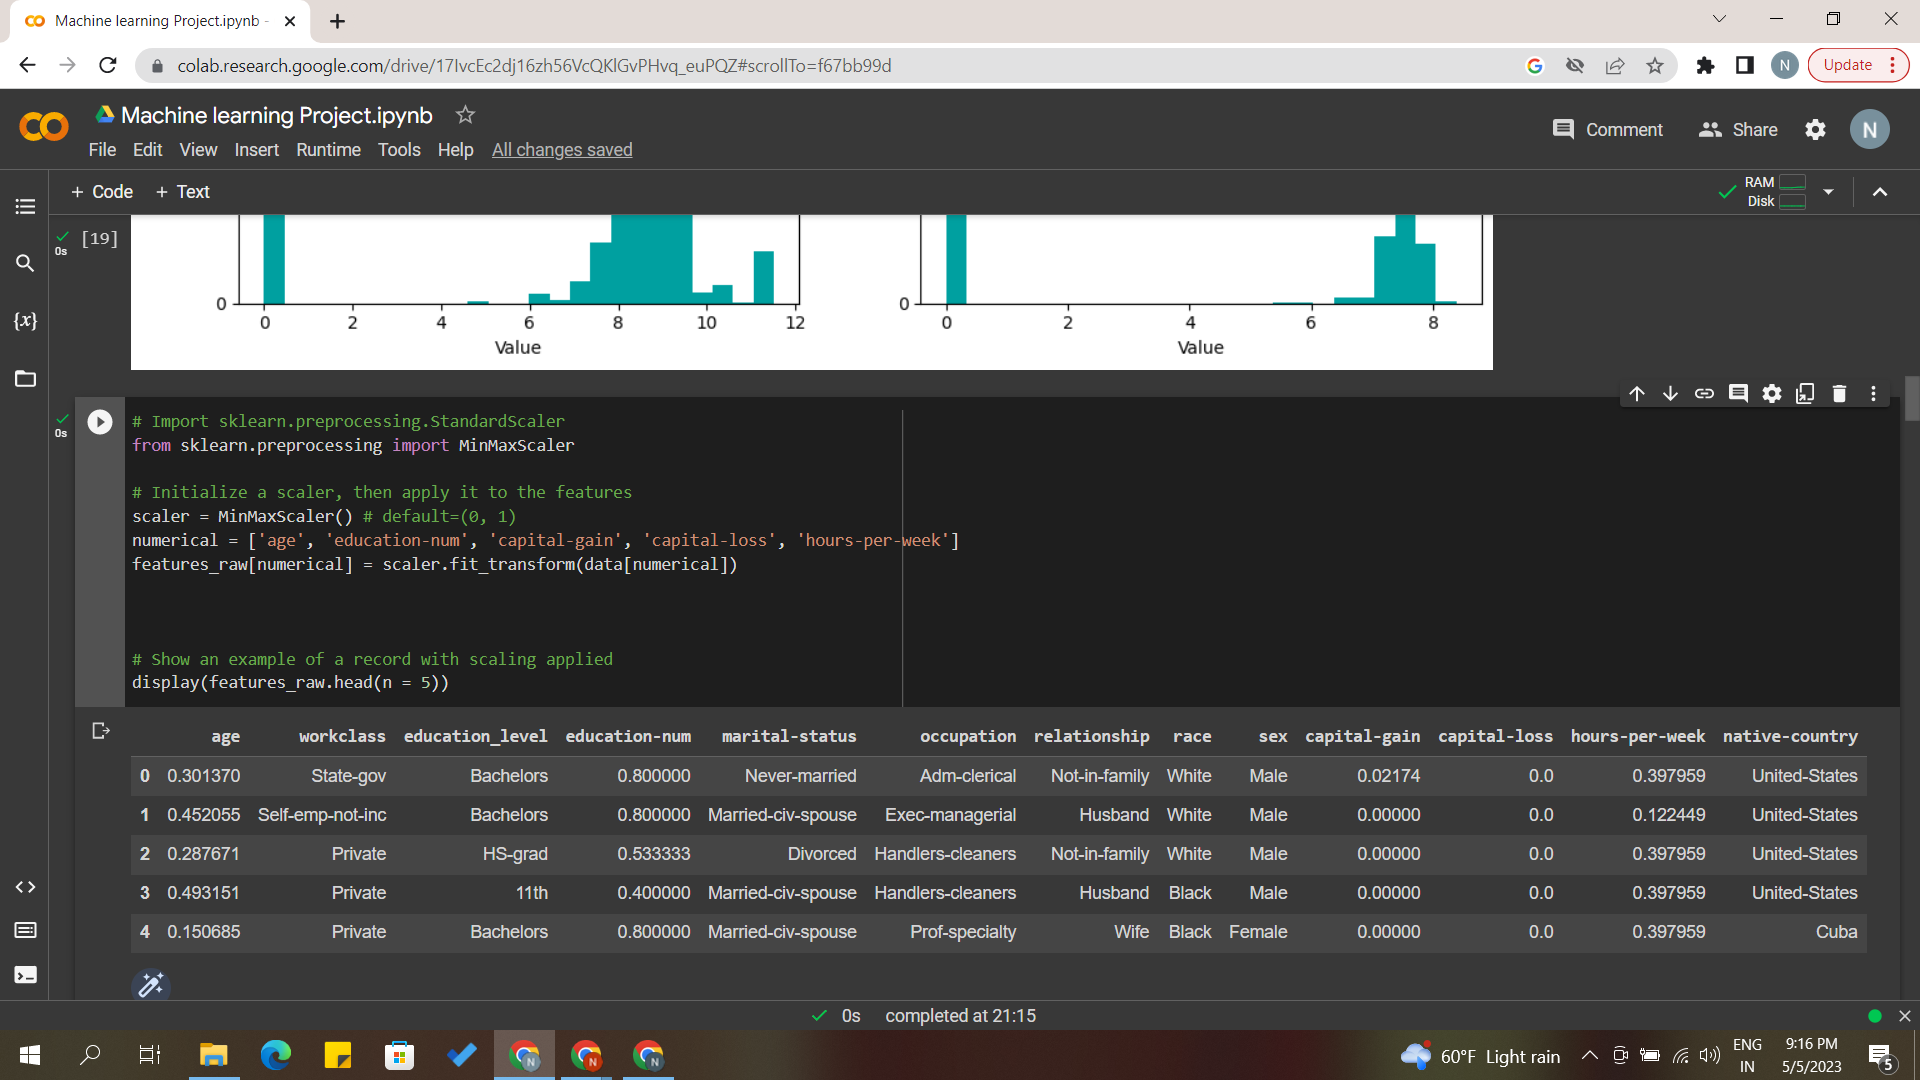 Machine learning Project.ipynb -
colab.research.google.com/drive/17IvcEc2dj16zh56VcQKlGvPHvq_euPQZ#scrollTo=f67bb99d
N
Update
Machine learning Project.ipynb
File Edit View Insert Runtime Tools Help All changes saved
Comment
Share
N
+ Code + Text
RAM
Disk
[19]
0s
0
0 2 4 6 8 10 12
Value
0
0 2 4 6 8
Value
0s
# Import sklearn.preprocessing.StandardScaler
from sklearn.preprocessing import MinMaxScaler
# Initialize a scaler, then apply it to the features
scaler = MinMaxScaler() # default=(0, 1)
numerical = ['age', 'education-num', 'capital-gain', 'capital-loss', 'hours-per-week']
features_raw[numerical] = scaler.fit_transform(data[numerical])
# Show an example of a record with scaling applied
display(features_raw.head(n = 5))
age workclass education_level education-num marital-status occupation relationship race sex capital-gain capital-loss hours-per-week native-country
0 0.301370 State-gov Bachelors 0.800000 Never-married Adm-clerical Not-in-family White Male 0.02174 0.0 0.397959 United-States
1 0.452055 Self-emp-not-inc Bachelors 0.800000 Married-civ-spouse Exec-managerial Husband White Male 0.00000 0.0 0.122449 United-States
2 0.287671 Private HS-grad 0.533333 Divorced Handlers-cleaners Not-in-family White Male 0.00000 0.0 0.397959 United-States
3 0.493151 Private 11th 0.400000 Married-civ-spouse Handlers-cleaners Husband Black Male 0.00000 0.0 0.397959 United-States
4 0.150685 Private Bachelors 0.800000 Married-civ-spouse Prof-specialty Wife Black Female 0.00000 0.0 0.397959 Cuba
0s completed at 21:15
60°F Light rain
ENG
IN
9:16 PM
5/5/2023
5